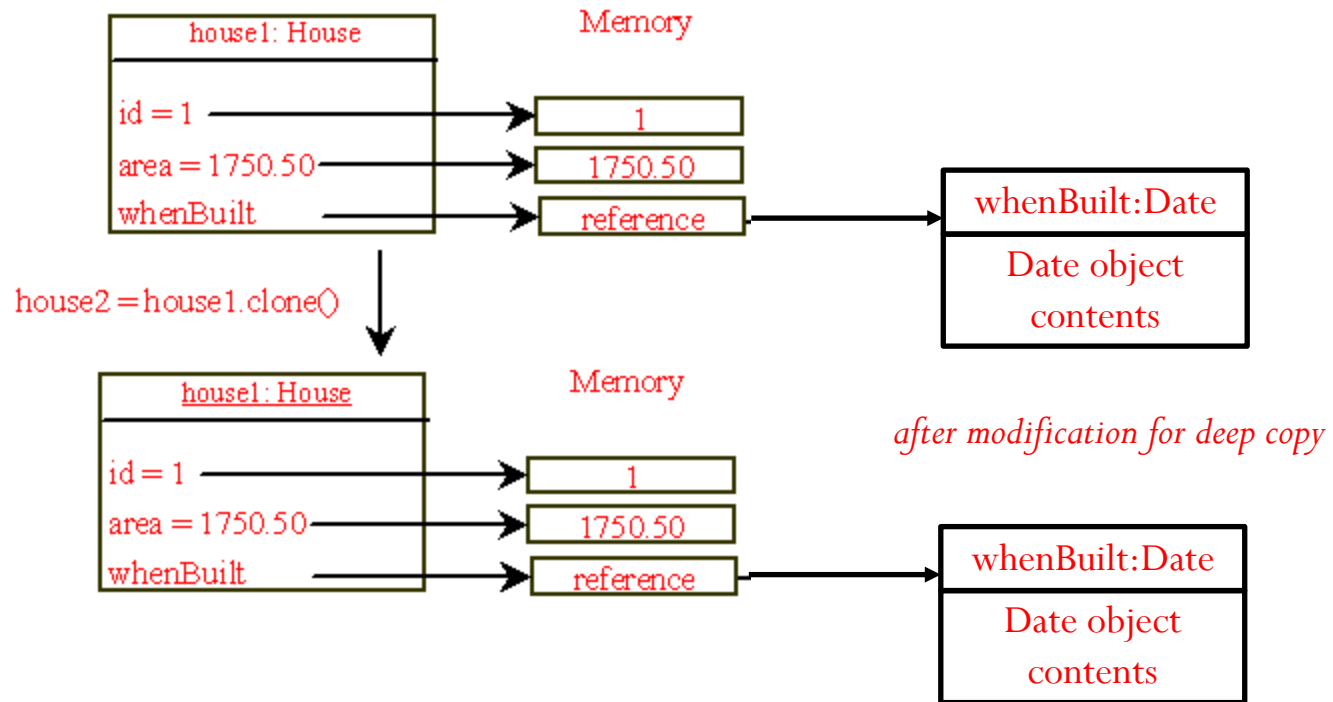 house1: House
Memory
id = 1
1
area = 1750.50
1750.50
whenBuilt
reference
whenBuilt:Date
Date object
contents
house2 = house1.clone()
house1: House
Memory
after modification for deep copy
id = 1
1
area = 1750.50
1750.50
whenBuilt
reference
whenBuilt:Date
Date object
contents